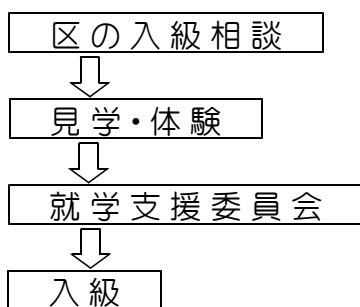 区の入級相談
見学・体験
就学支援委員会
入級